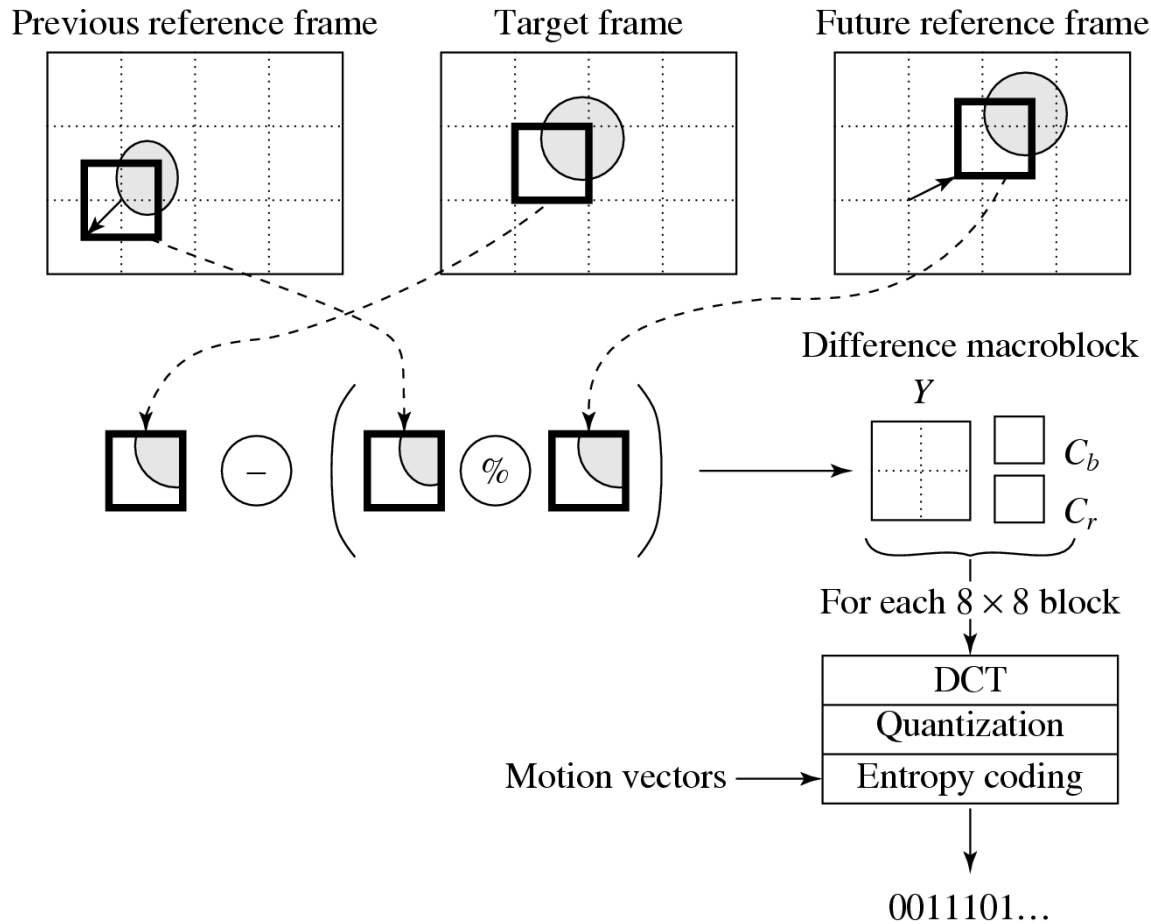 Previous reference frame
Target frame
Future reference frame
Difference macroblock
Y
C_b
C_r
−
%
For each 8 × 8 block
DCT
Quantization
Motion vectors
Entropy coding
0011101…